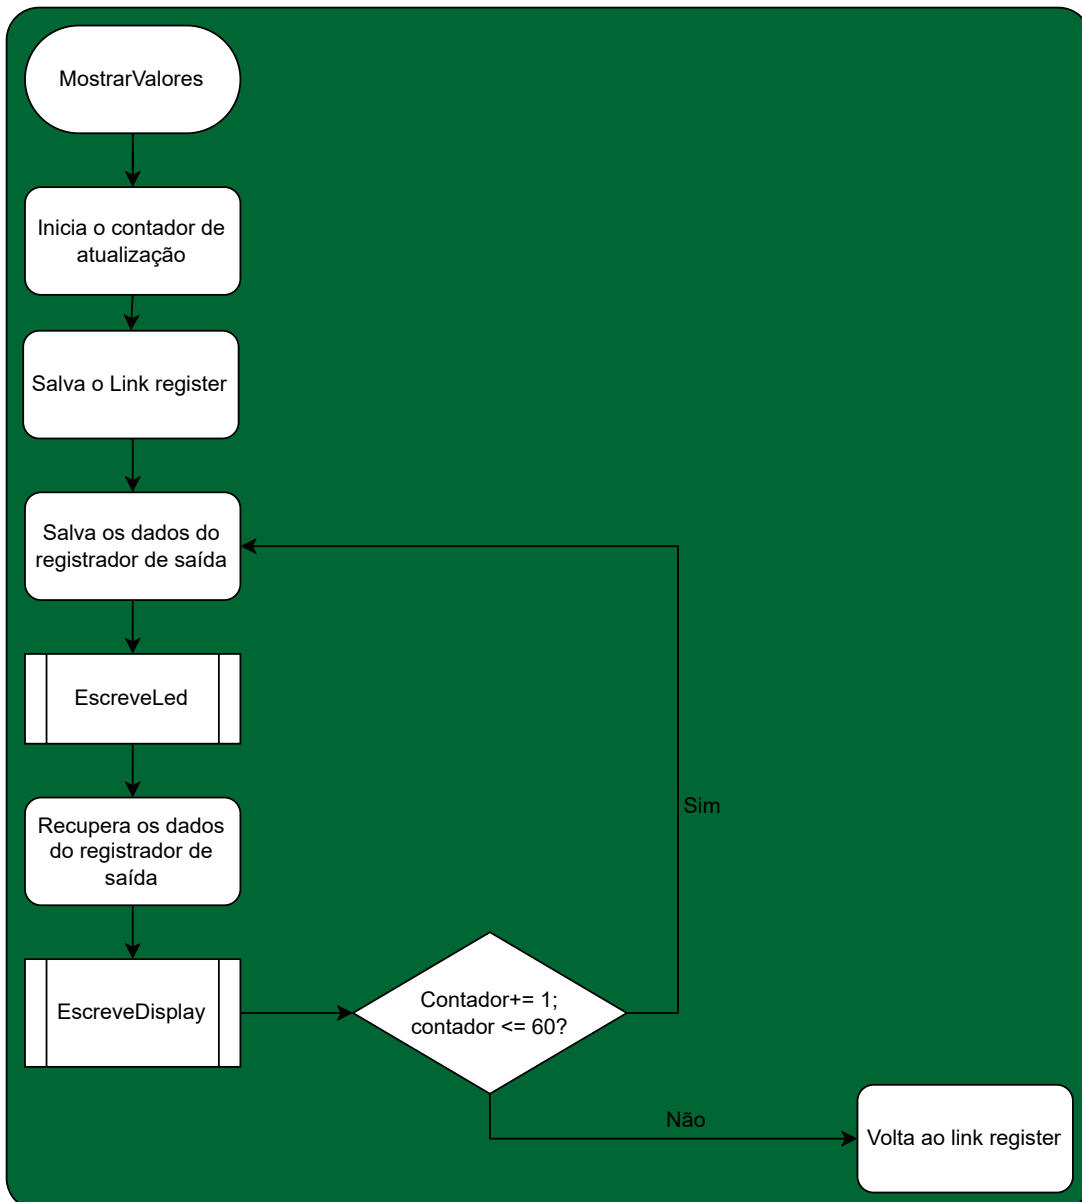 MostrarValores
Inicia o contador de
atualização
Salva o Link register
Salva os dados do
registrador de saída
EscreveLed
Sim
Recupera os dados
do registrador de
saída
EscreveDisplay
Contador+= 1;
contador <= 60?
Não
Volta ao link register